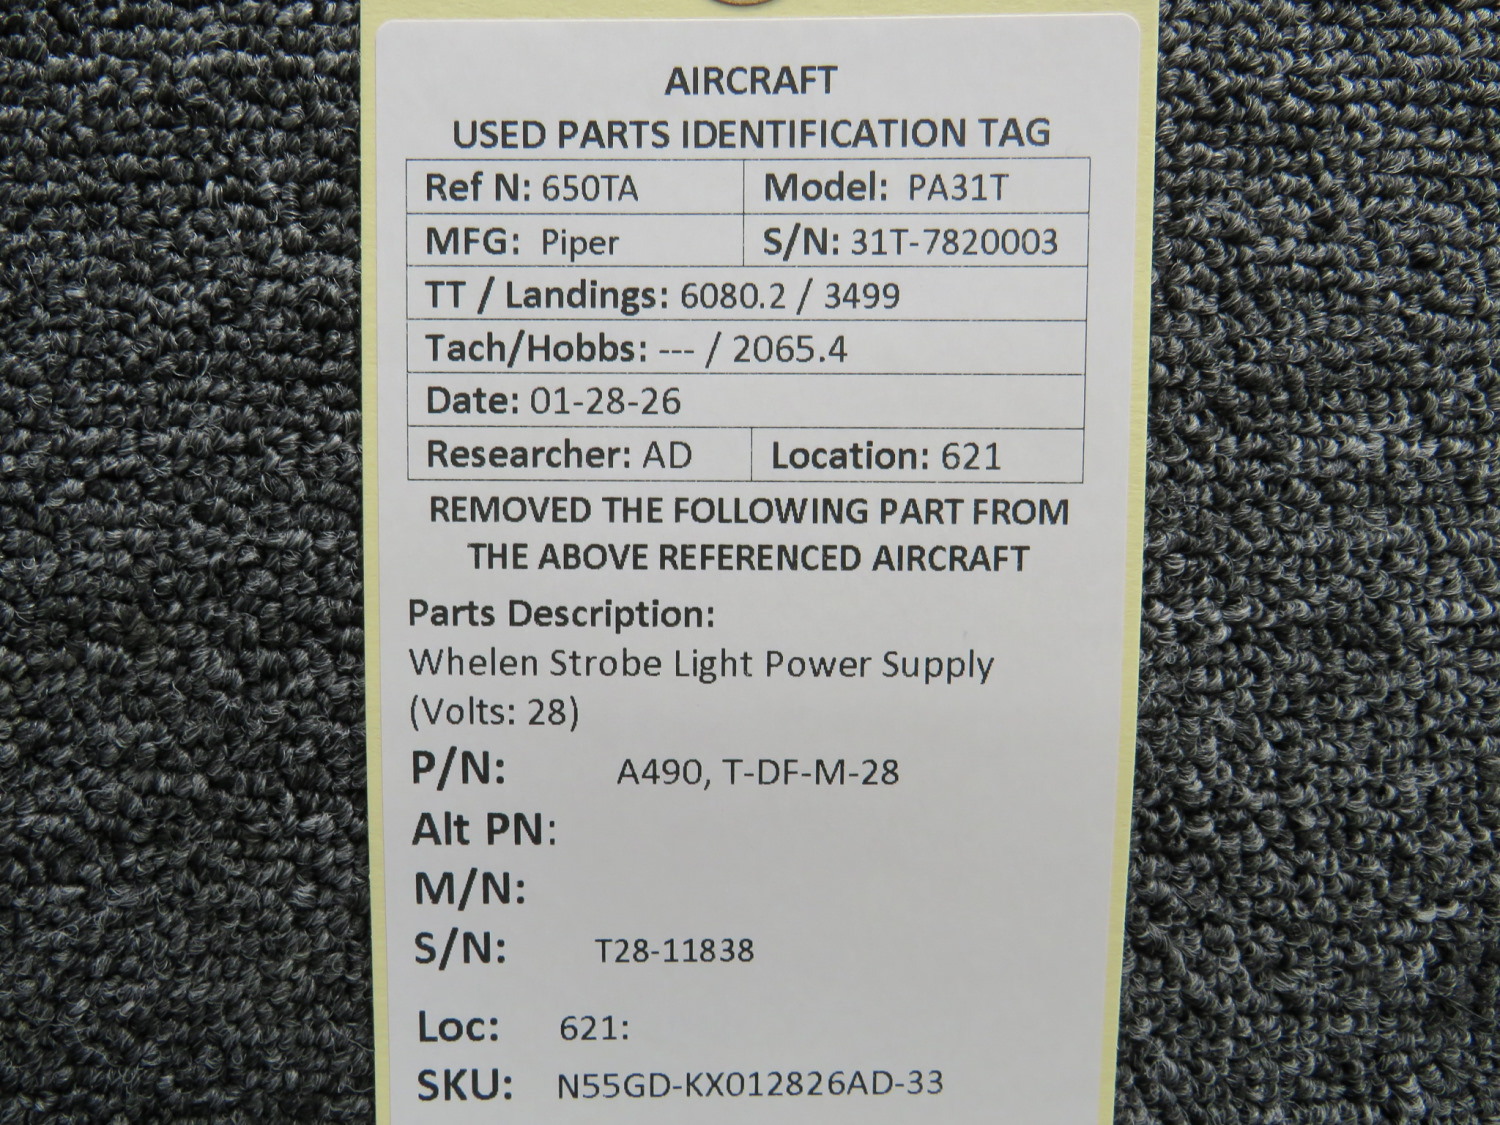 AIRCRAFT
USED PARTS IDENTIFICATION TAG
Ref N: 650TA Model: PA31T
MFG: Piper S/N: 31T-7820003
TT / Landings: 6080.2 / 3499
Tach/Hobbs: --- / 2065.4
Date: 01-28-26
Researcher: AD Location: 621
REMOVED THE FOLLOWING PART FROM
THE ABOVE REFERENCED AIRCRAFT
Parts Description:
Whelen Strobe Light Power Supply
(Volts: 28)
P/N: A490, T-DF-M-28
Alt PN:
M/N:
S/N: T28-11838
Loc: 621:
SKU: N55GD-KX012826AD-33